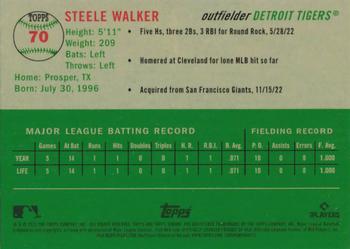 TOPPS
70
STEELE WALKER
outfielder DETROIT TIGERS®
Height: 5'11"
Weight: 209
Bats: Left
Throws: Left
Home: Prosper, TX
Born: July 30, 1996
• Five Hs, three 2Bs, 3 RBI for Round Rock, 5/28/22
• Homered at Cleveland for lone MLB hit so far
• Acquired from San Francisco Giants, 11/15/22
MAJOR LEAGUE BATTING RECORD FIELDING RECORD
Games At Bat Runs Hits Doubles Triples H. R. R.B.I. B. Avg. P. O. Assists Errors F. Avg.
YEAR 5 14 1 1 0 0 1 1 .071 10 0 0 1.000
LIFE 5 14 1 1 0 0 1 1 .071 10 0 0 1.000
Topps
PLAYERS